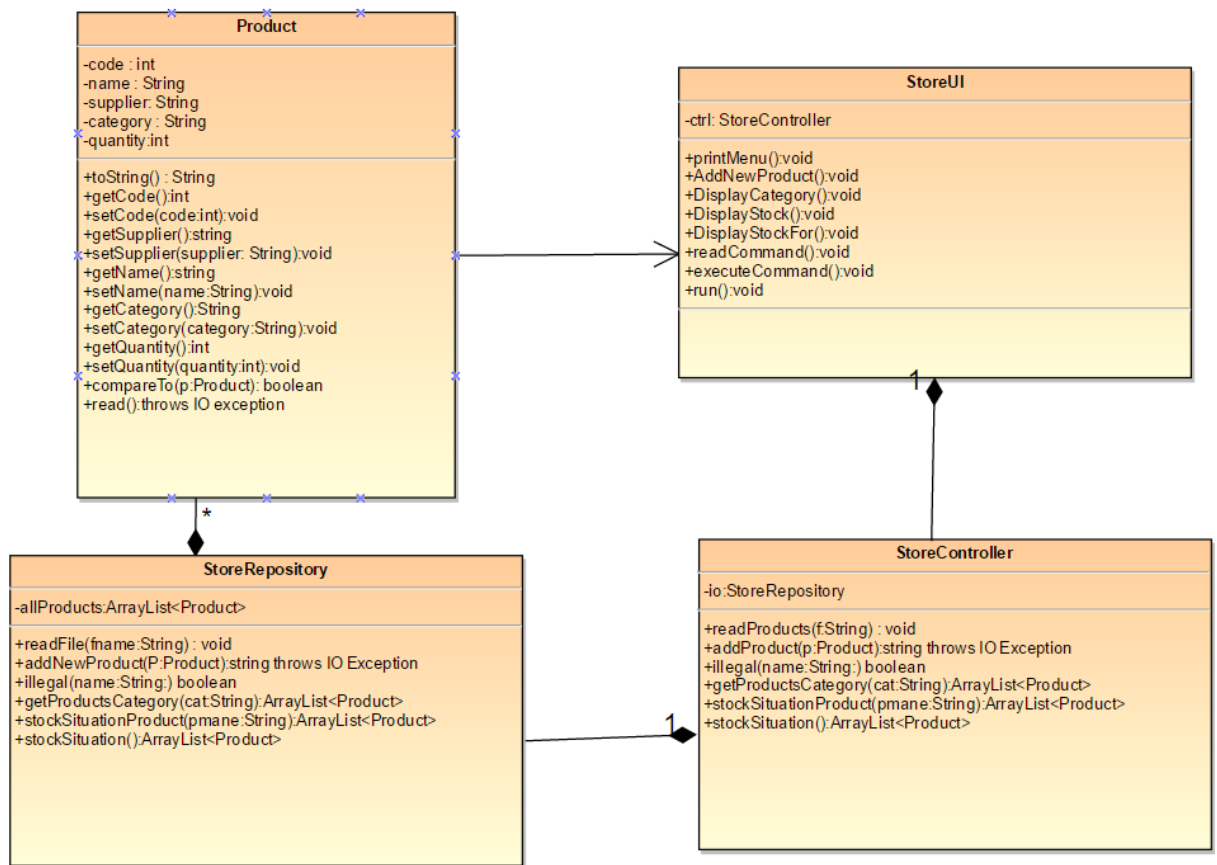 Product
-code : int
-name : String
-supplier: String
-category : String
-quantity:int
+toString() : String
+getCode():int
+setCode(code:int):void
+getSupplier():string
+setSupplier(supplier: String):void
+getName():string
+setName(name:String):void
+getCategory():String
+setCategory(category:String):void
+getQuantity():int
+setQuantity(quantity:int):void
+compareTo(p:Product): boolean
+read():throws IO exception
*
StoreUI
-ctrl: StoreController
+printMenu():void
+AddNewProduct():void
+DisplayCategory():void
+DisplayStock():void
+DisplayStockFor():void
+readCommand():void
+executeCommand():void
+run():void
1
StoreRepository
-allProducts:ArrayList<Product>
+readFile(fname:String) : void
+addNewProduct(P:Product):string throws IO Exception
+illegal(name:String:) boolean
+getProductsCategory(cat:String):ArrayList<Product>
+stockSituationProduct(pmane:String):ArrayList<Product>
+stockSituation():ArrayList<Product>
1
StoreController
-io:StoreRepository
+readProducts(f:String) : void
+addProduct(p:Product):string throws IO Exception
+illegal(name:String:) boolean
+getProductsCategory(cat:String):ArrayList<Product>
+stockSituationProduct(pmane:String):ArrayList<Product>
+stockSituation():ArrayList<Product>